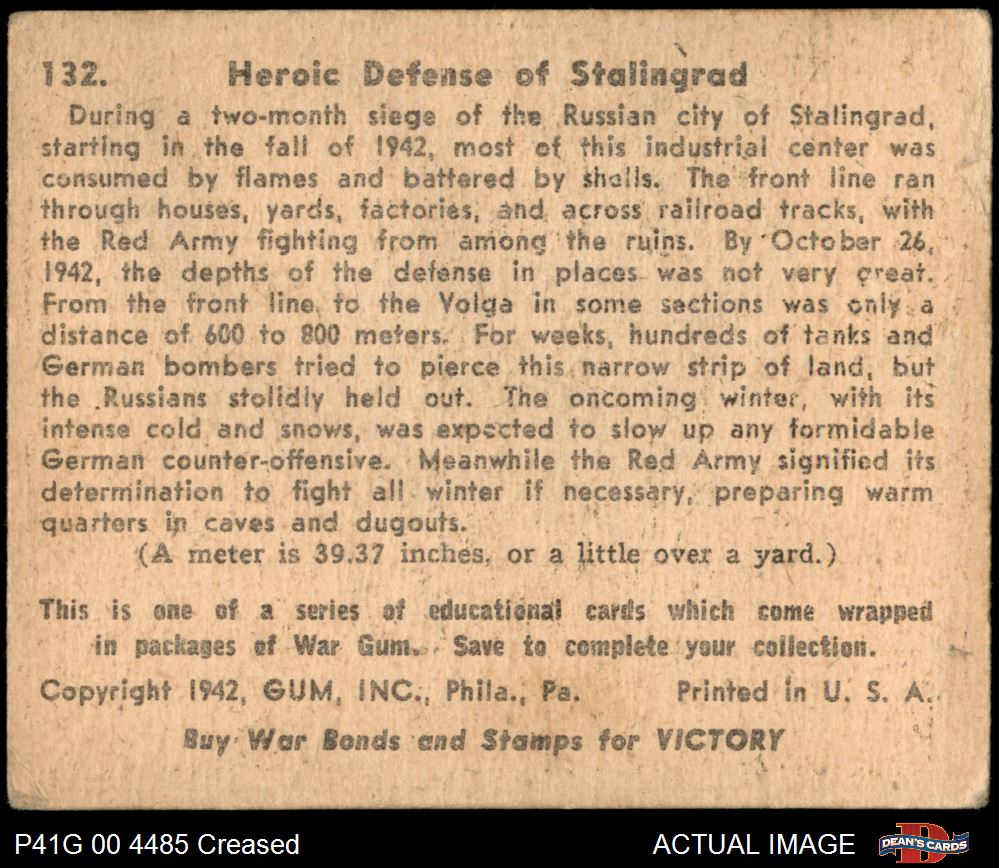 132. Heroic Defense of Stalingrad
During a two-month siege of the Russian city of Stalingrad,
starting in the fall of 1942, most of this industrial center was
consumed by flames and battered by shells. The front line ran
through houses, yards, factories, and across railroad tracks, with
the Red Army fighting from among the ruins. By October 26,
1942, the depths of the defense in places was not very great.
From the front line to the Volga in some sections was only a
distance of 600 to 800 meters. For weeks, hundreds of tanks and
German bombers tried to pierce this narrow strip of land, but
the Russians stolidly held out. The oncoming winter, with its
intense cold and snows, was expected to slow up any formidable
German counter-offensive. Meanwhile the Red Army signified its
determination to fight all winter if necessary, preparing warm
quarters in caves and dugouts.
(A meter is 39.37 inches, or a little over a yard.)
This is one of a series of educational cards which come wrapped
in packages of War Gum. Save to complete your collection.
Copyright 1942, GUM, INC., Phila., Pa. Printed in U. S. A.
Buy War Bonds and Stamps for VICTORY
P41G 00 4485 Creased ACTUAL IMAGE DEAN'S CARDS